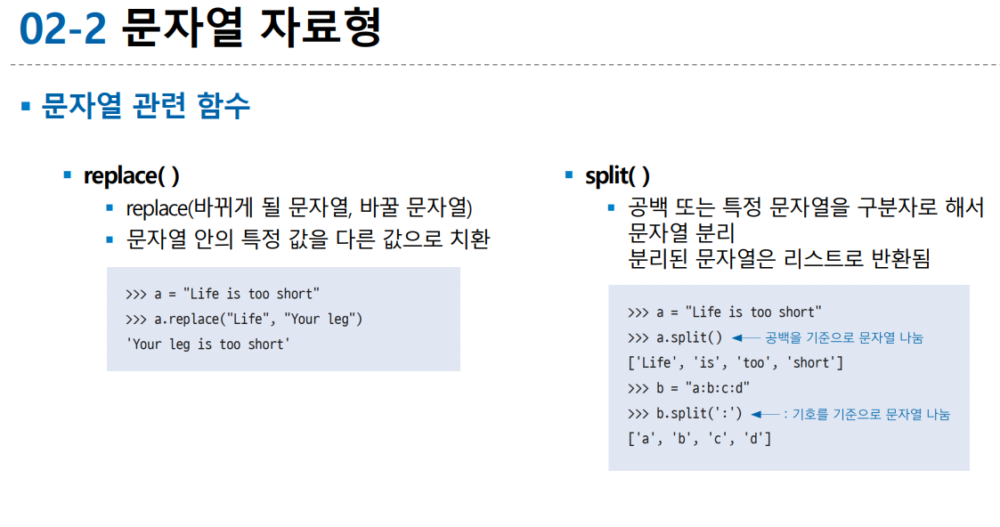 02-2 문자열 자료형
문자열 관련 함수
replace( )
replace(바뀌게 될 문자열, 바꿀 문자열)
문자열 안의 특정 값을 다른 값으로 치환
>>> a = "Life is too short"
>>> a.replace("Life", "Your leg")
'Your leg is too short'
split( )
공백 또는 특정 문자열을 구분자로 해서
문자열 분리
분리된 문자열은 리스트로 반환됨
>>> a = "Life is too short"
>>> a.split() 공백을 기준으로 문자열 나눔
['Life', 'is', 'too', 'short']
>>> b = "a:b:c:d"
>>> b.split(':') : 기호를 기준으로 문자열 나눔
['a', 'b', 'c', 'd']